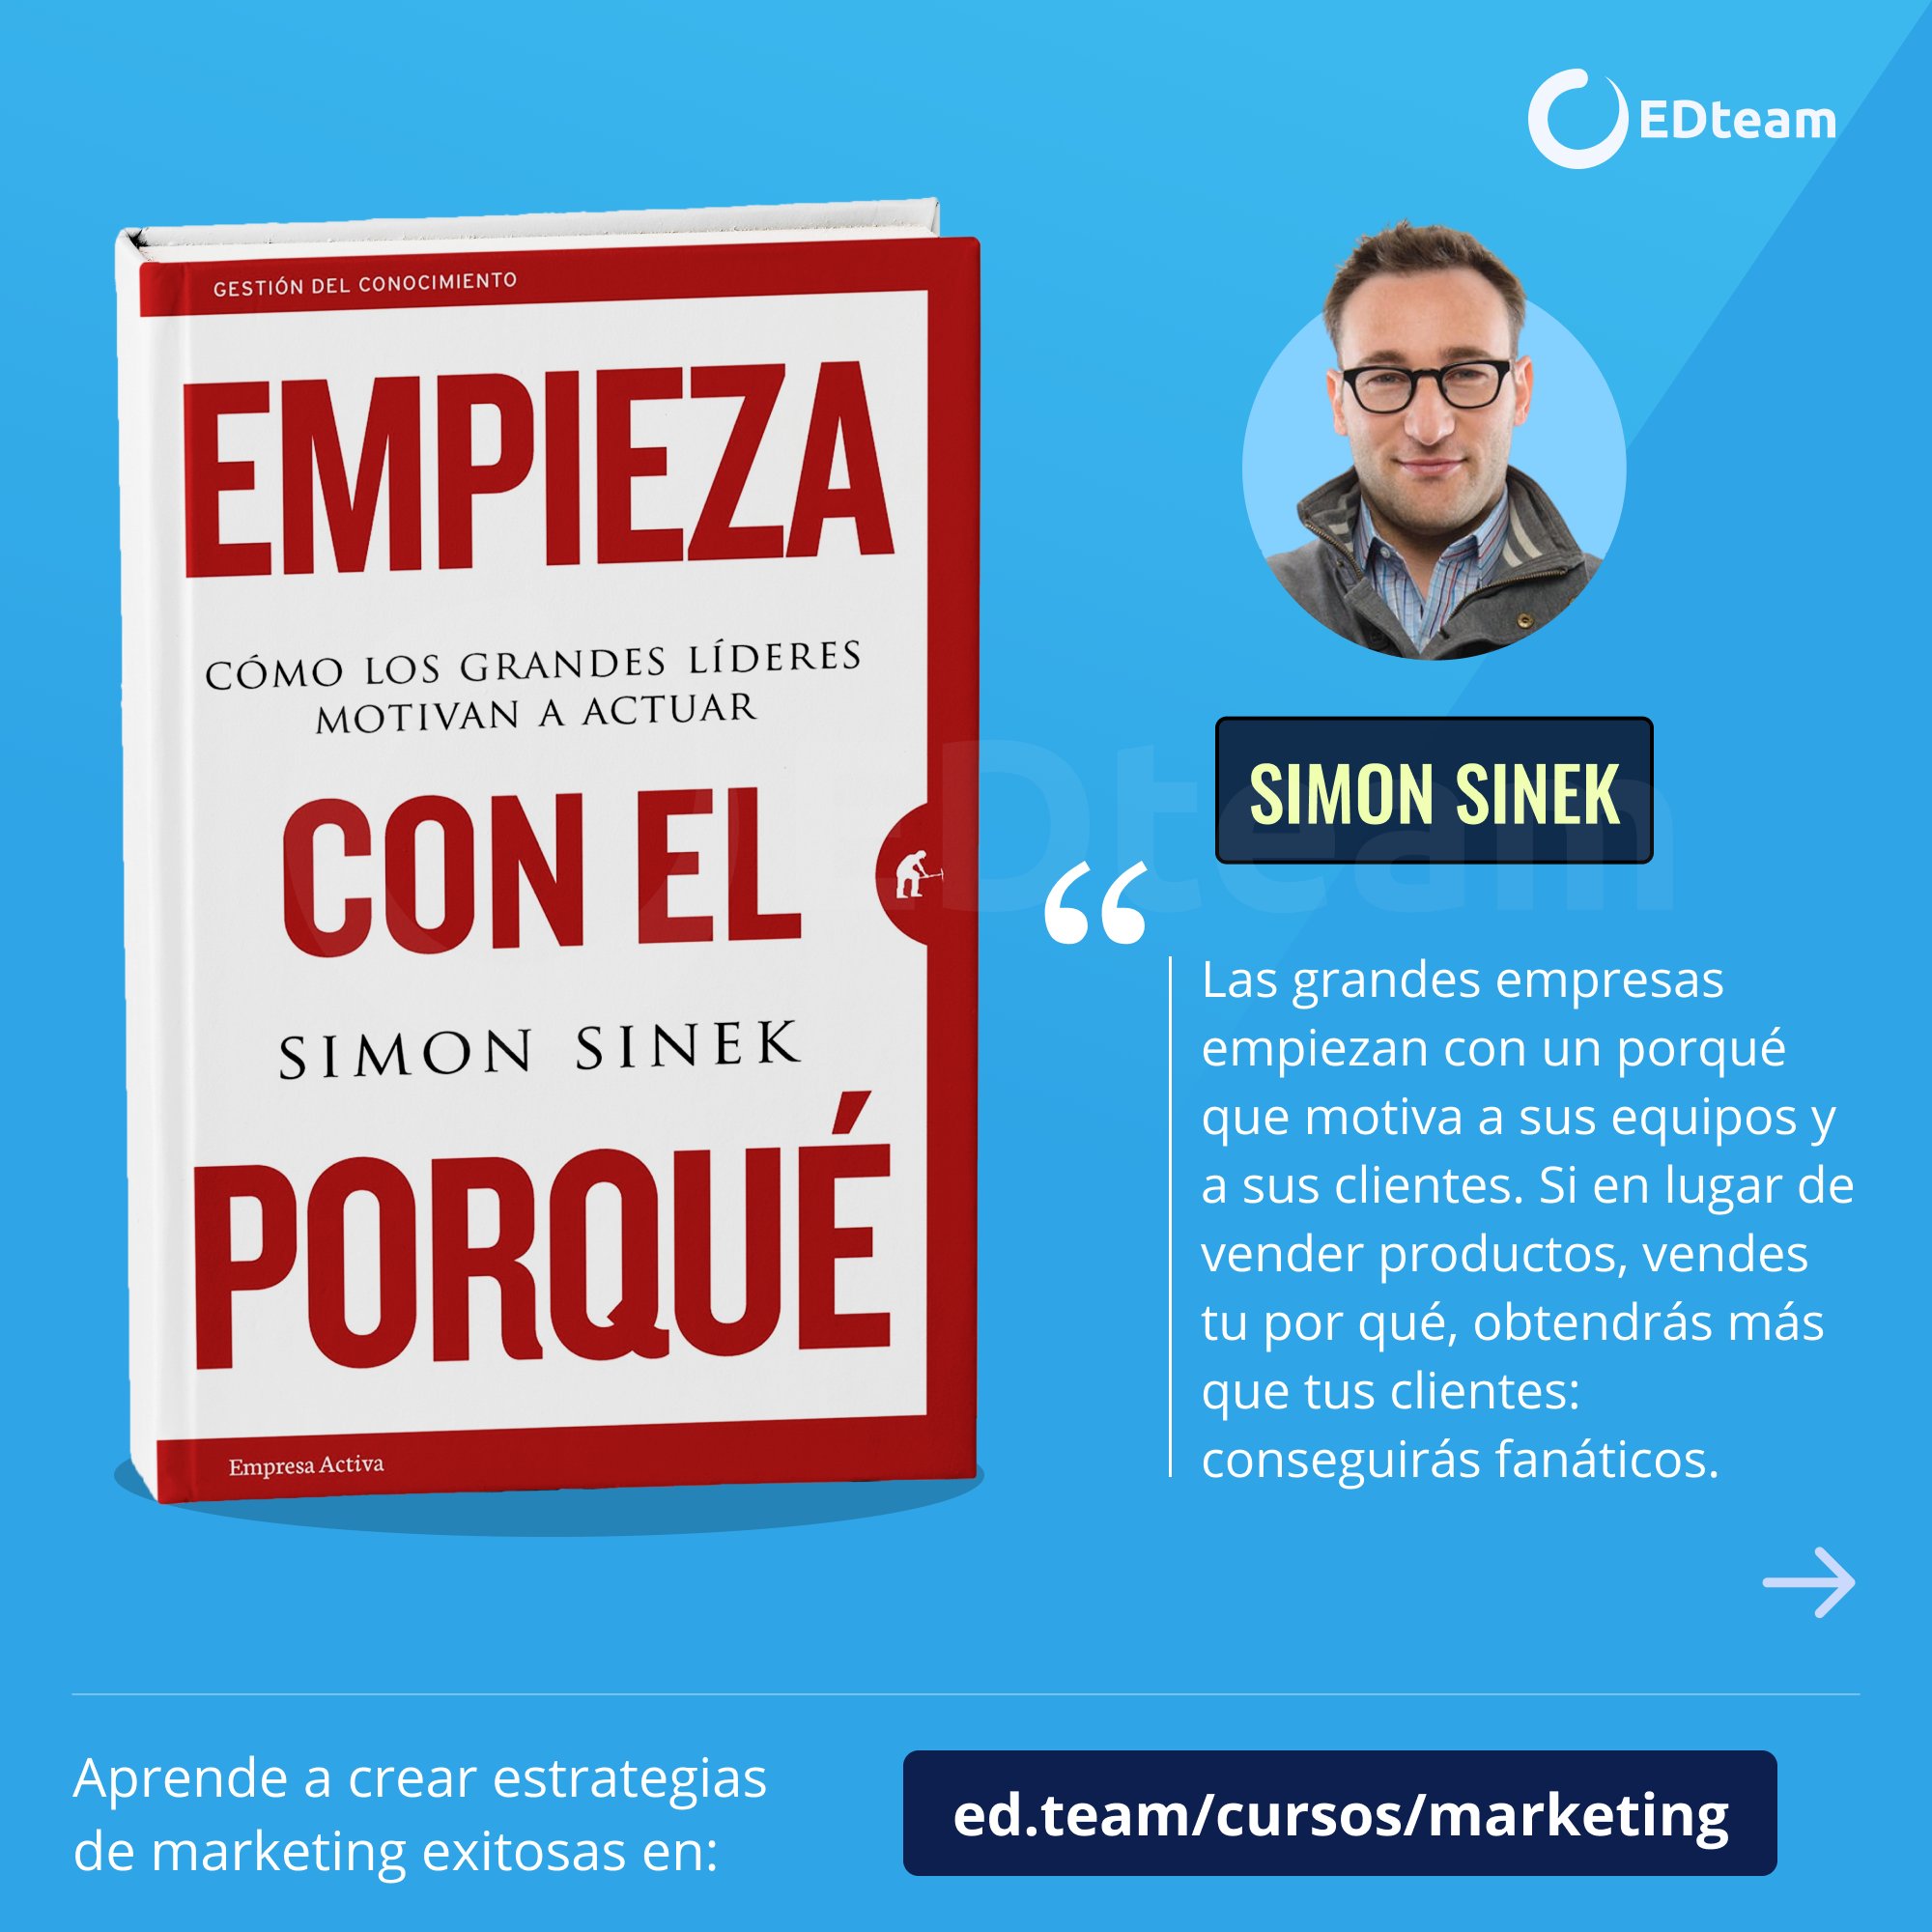 EDteam
GESTIÓN DEL CONOCIMIENTO
EMPIEZA
CÓMO LOS GRANDES LÍDERES
MOTIVAN A ACTUAR
CON EL
SIMON SINEK
PORQUÉ
Empresa Activa
SIMON SINEK
“
Las grandes empresas
empiezan con un porqué
que motiva a sus equipos y
a sus clientes. Si en lugar de
vender productos, vendes
tu por qué, obtendrás más
que tus clientes:
conseguirás fanáticos.
EDteam
Aprende a crear estrategias
de marketing exitosas en:
ed.team/cursos/marketing